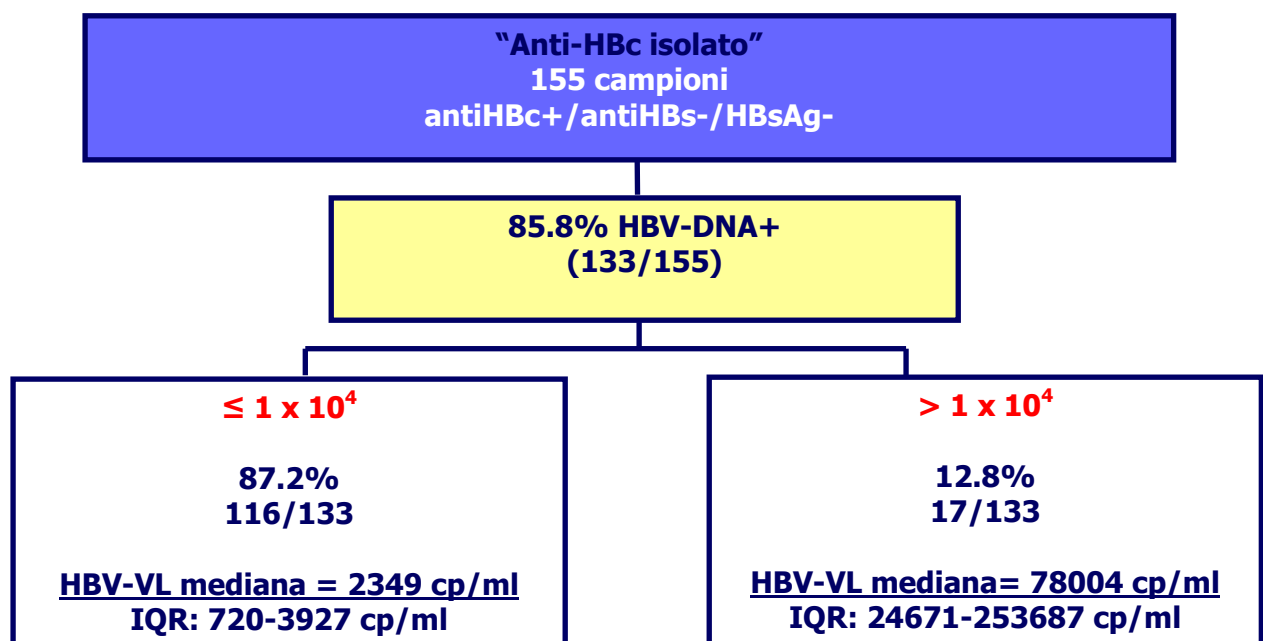 “Anti-HBc isolato”
155 campioni
antiHBc+/antiHBs-/HBsAg-
85.8% HBV-DNA+
(133/155)
≤ 1 x 10⁴
87.2%
116/133
HBV-VL mediana = 2349 cp/ml
IQR: 720-3927 cp/ml
> 1 x 10⁴
12.8%
17/133
HBV-VL mediana= 78004 cp/ml
IQR: 24671-253687 cp/ml